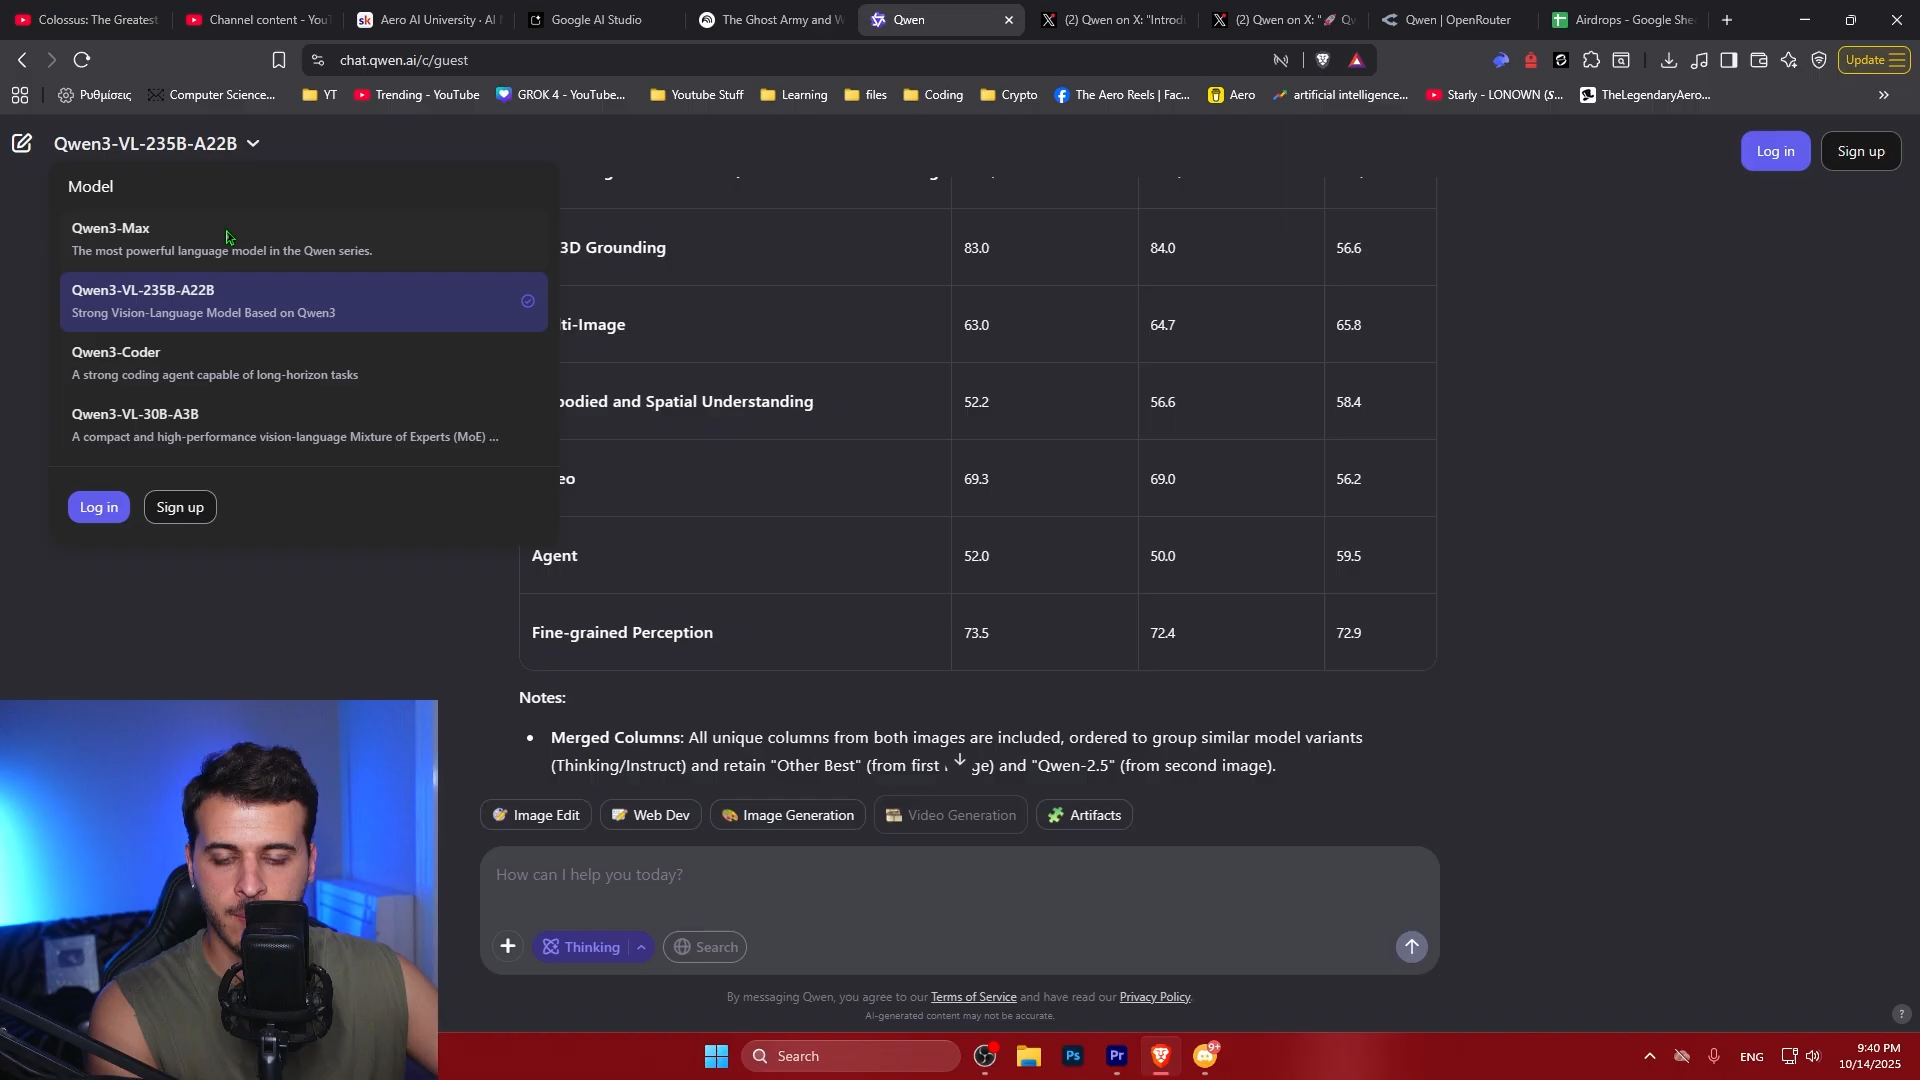 Colossus: The Greatest
Channel content - YouT
Aero AI University · AI
Google AI Studio
The Ghost Army and W
Qwen
(2) Qwen on X: "Introdu
(2) Qwen on X: "🚀 Qw
Qwen | OpenRouter
Airdrops - Google Shee
chat.qwen.ai/c/guest
Update
Ρυθμίσεις
Computer Science...
YT
Trending - YouTube
GROK 4 - YouTube...
Youtube Stuff
Learning
files
Coding
Crypto
The Aero Reels | Fac...
Aero
artificial intelligence...
Starly - LONOWN (S...
TheLegendaryAero...
Qwen3-VL-235B-A22B
Log in
Sign up
Model
Qwen3-Max
The most powerful language model in the Qwen series.
Qwen3-VL-235B-A22B
Strong Vision-Language Model Based on Qwen3
Qwen3-Coder
A strong coding agent capable of long-horizon tasks
Qwen3-VL-30B-A3B
A compact and high-performance vision-language Mixture of Experts (MoE) ...
Log in
Sign up
3D Grounding 83.0 84.0 56.6
ti-Image 63.0 64.7 65.8
bodied and Spatial Understanding 52.2 56.6 58.4
eo 69.3 69.0 56.2
Agent 52.0 50.0 59.5
Fine-grained Perception 73.5 72.4 72.9
Notes:
Merged Columns: All unique columns from both images are included, ordered to group similar model variants
(Thinking/Instruct) and retain "Other Best" (from first ge) and "Qwen-2.5" (from second image).
Image Edit
Web Dev
Image Generation
Video Generation
Artifacts
How can I help you today?
Thinking
Search
By messaging Qwen, you agree to our Terms of Service and have read our Privacy Policy.
AI-generated content may not be accurate.
?
Search
Ps
Pr
9+
ENG
9:40 PM
10/14/2025